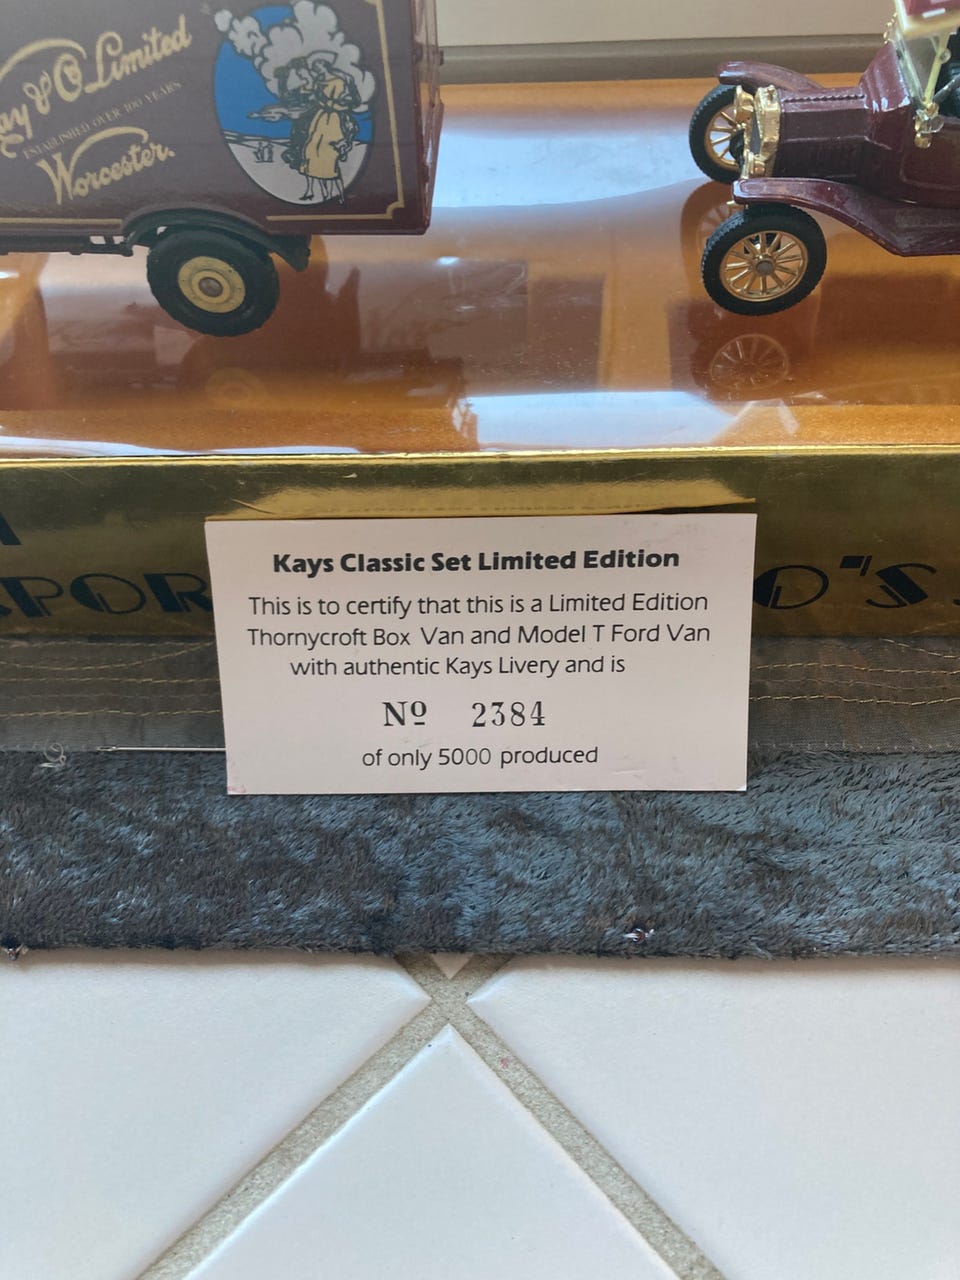 & Co Limited
ESTABLISHED OVER 100 YEARS
Worcester.
O'S
Kays Classic Set Limited Edition
This is to certify that this is a Limited Edition
Thornycroft Box Van and Model T Ford Van
with authentic Kays Livery and is
Nº 2384
of only 5000 produced